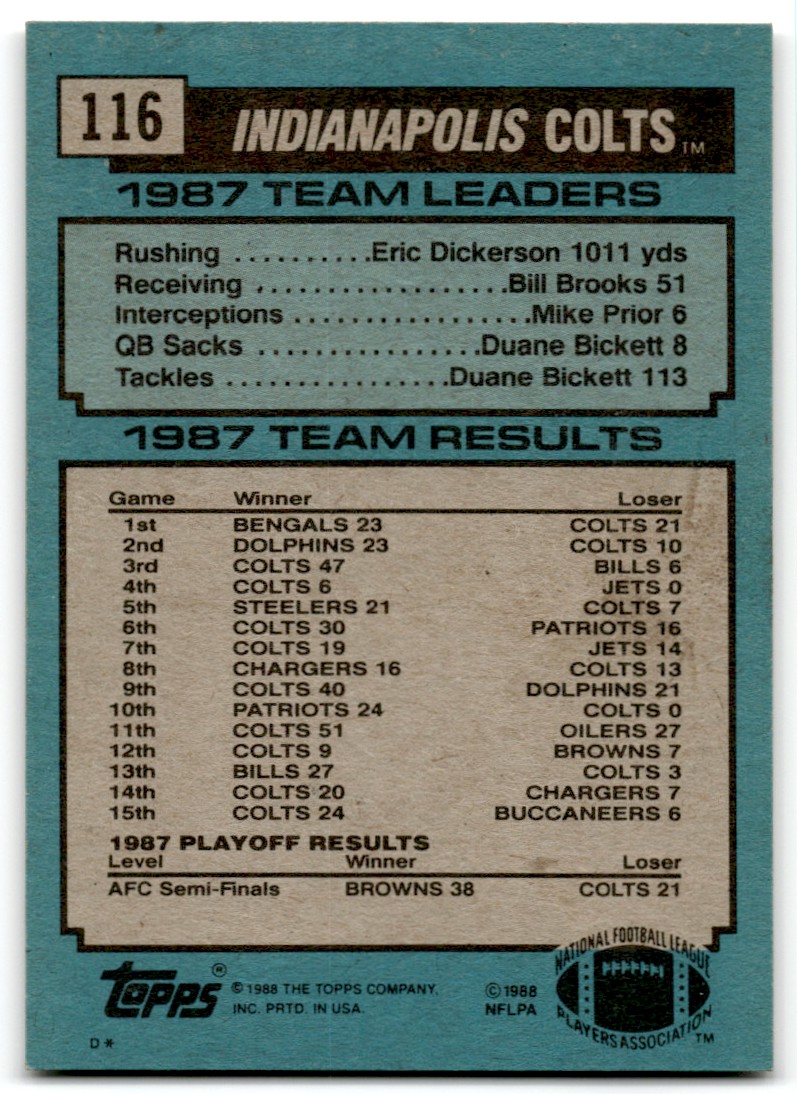 116
INDIANAPOLIS COLTS TM
1987 TEAM LEADERS
Rushing ..........Eric Dickerson 1011 yds
Receiving ..................Bill Brooks 51
Interceptions .................Mike Prior 6
QB Sacks ................Duane Bickett 8
Tackles ................Duane Bickett 113
1987 TEAM RESULTS
Game Winner Loser
1st BENGALS 23 COLTS 21
2nd DOLPHINS 23 COLTS 10
3rd COLTS 47 BILLS 6
4th COLTS 6 JETS 0
5th STEELERS 21 COLTS 7
6th COLTS 30 PATRIOTS 16
7th COLTS 19 JETS 14
8th CHARGERS 16 COLTS 13
9th COLTS 40 DOLPHINS 21
10th PATRIOTS 24 COLTS 0
11th COLTS 51 OILERS 27
12th COLTS 9 BROWNS 7
13th BILLS 27 COLTS 3
14th COLTS 20 CHARGERS 7
15th COLTS 24 BUCCANEERS 6
1987 PLAYOFF RESULTS
Level Winner Loser
AFC Semi-Finals BROWNS 38 COLTS 21
topps ®
© 1988 THE TOPPS COMPANY,
INC. PRTD. IN USA.
© 1988
NFLPA
NATIONAL FOOTBALL LEAGUE
PLAYERS ASSOCIATION TM
D *